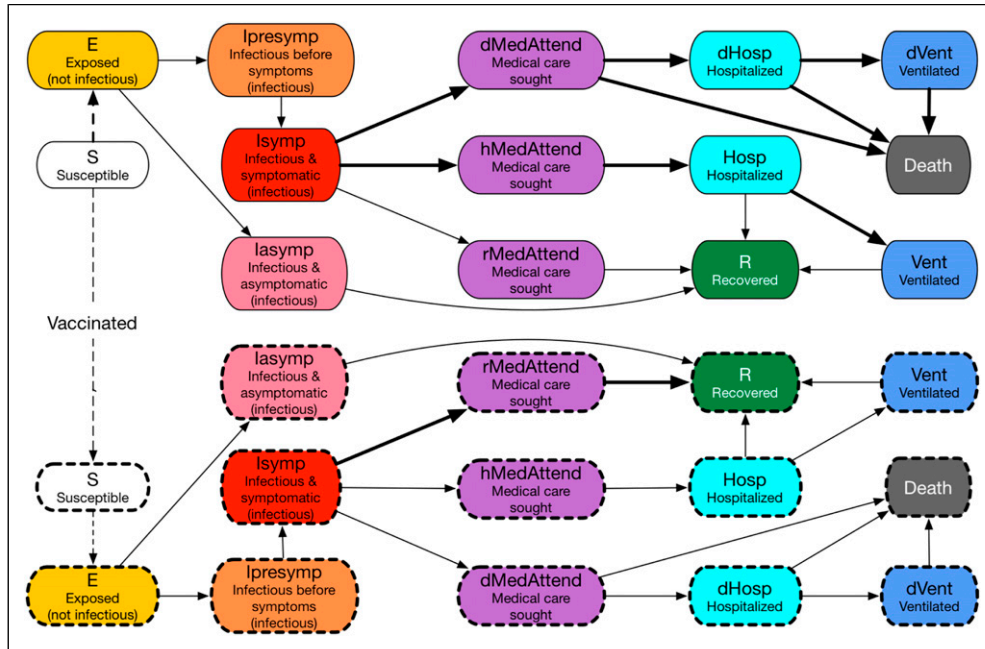 E
Exposed
(not infectious)
Ipresymp
Infectious before
symptoms
(infectious)
dMedAttend
Medical care
sought
dHosp
Hospitalized
dVent
Ventilated
S
Susceptible
Isymp
Infectious &
symptomatic
(infectious)
hMedAttend
Medical care
sought
Hosp
Hospitalized
Death
Iasymp
Infectious &
asymptomatic
(infectious)
rMedAttend
Medical care
sought
R
Recovered
Vent
Ventilated
Vaccinated
Iasymp
Infectious &
asymptomatic
(infectious)
rMedAttend
Medical care
sought
R
Recovered
Vent
Ventilated
S
Susceptible
Isymp
Infectious &
symptomatic
(infectious)
hMedAttend
Medical care
sought
Hosp
Hospitalized
Death
E
Exposed
(not infectious)
Ipresymp
Infectious before
symptoms
(infectious)
dMedAttend
Medical care
sought
dHosp
Hospitalized
dVent
Ventilated